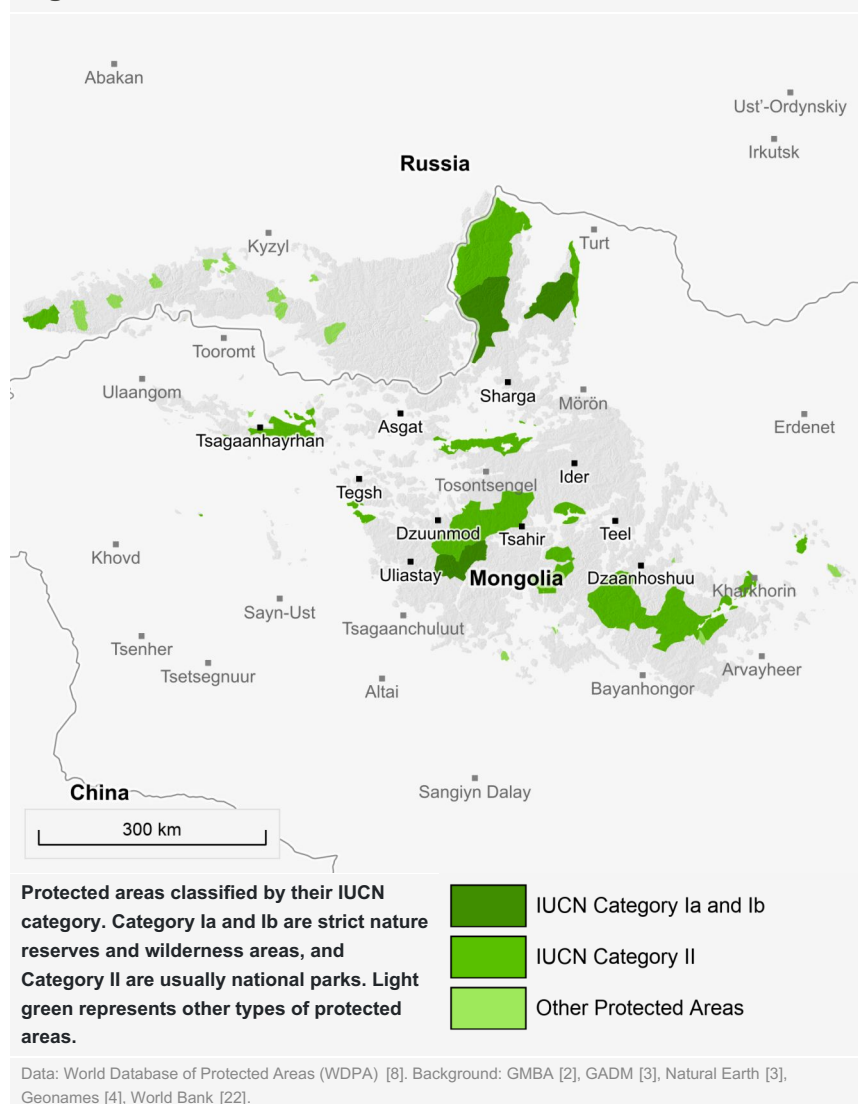 Abakan
Ust'-Ordynskiy
Irkutsk
Russia
Kyzyl
Turt
Tooromt
Ulaangom
Sharga
Mörön
Asgat
Erdenet
Tsagaanhayrhan
Ider
Tosontsengel
Tegsh
Dzuunmod
Tsahir
Teel
Khovd
Uliastay
Mongolia
Dzaanhoshuu
Kharkhorin
Sayn-Ust
Tsagaanchuluut
Tsenher
Tsetsegnuur
Arvayheer
Altai
Bayanhongor
China
Sangiyn Dalay
300 km
Protected areas classified by their IUCN
category. Category Ia and Ib are strict nature
reserves and wilderness areas, and
Category II are usually national parks. Light
green represents other types of protected
areas.
IUCN Category Ia and Ib
IUCN Category II
Other Protected Areas
Data: World Database of Protected Areas (WDPA) [8]. Background: GMBA [2], GADM [3], Natural Earth [3],
Geonames [4], World Bank [22].